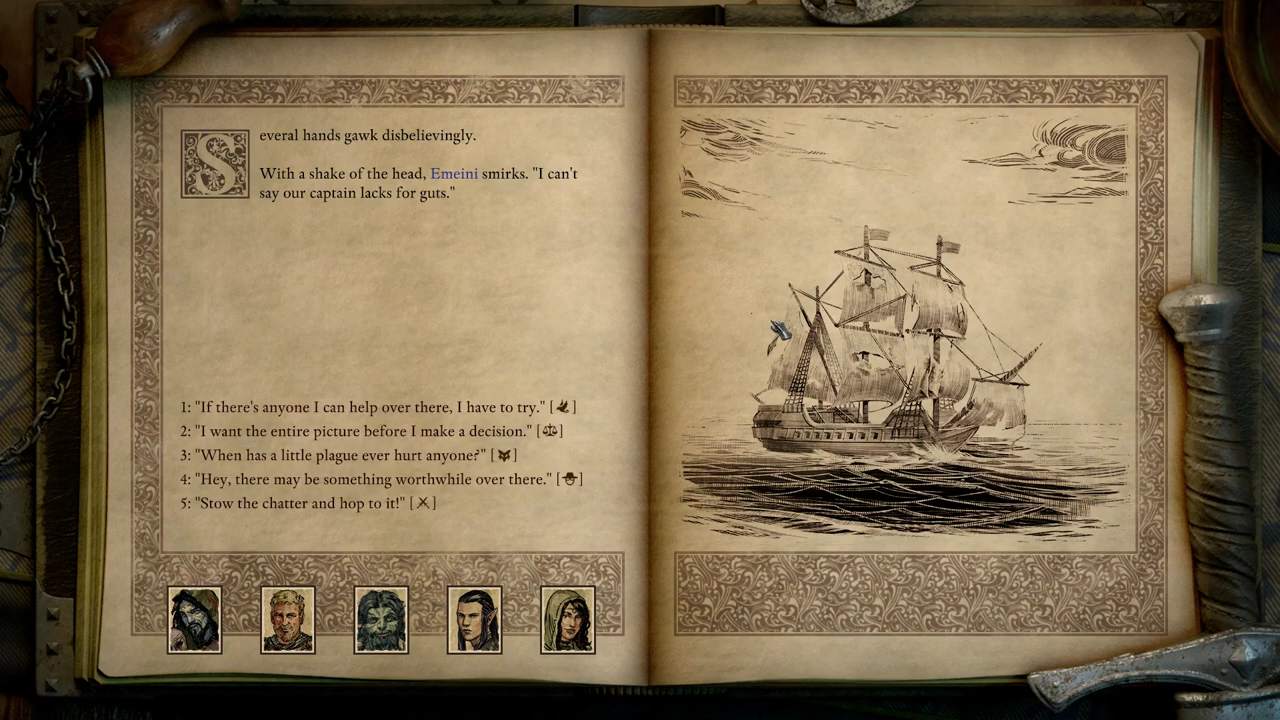 Several hands gawk disbelievingly.
With a shake of the head, Emeini smirks. "I can't
say our captain lacks for guts."
1: "If there's anyone I can help over there, I have to try." [ ]
2: "I want the entire picture before I make a decision." [ ]
3: "When has a little plague ever hurt anyone?" [ ]
4: "Hey, there may be something worthwhile over there." [ ]
5: "Stow the chatter and hop to it!" [ ]